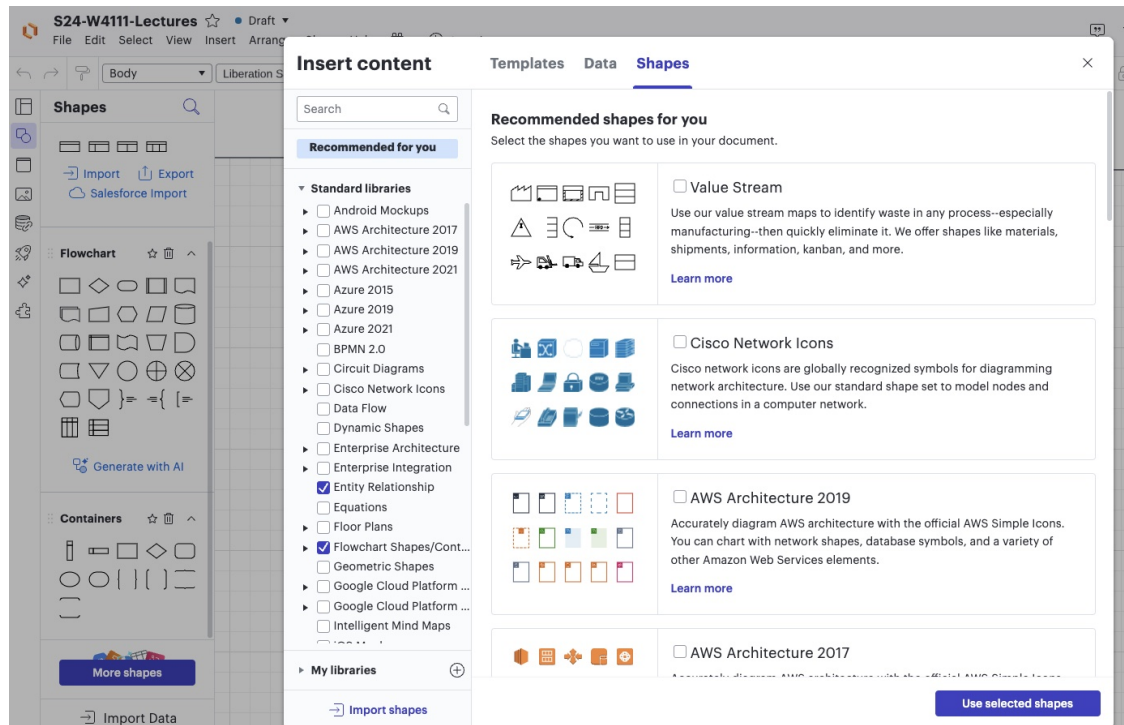 S24-W4111-Lectures Draft
File Edit Select View Insert Arrang
Body Liberation S
Shapes
Import Export
Salesforce Import
Flowchart
Generate with AI
Containers
More shapes
Import Data
Insert content
Templates Data Shapes
Search
Recommended for you
Standard libraries
Android Mockups
AWS Architecture 2017
AWS Architecture 2019
AWS Architecture 2021
Azure 2015
Azure 2019
Azure 2021
BPMN 2.0
Circuit Diagrams
Cisco Network Icons
Data Flow
Dynamic Shapes
Enterprise Architecture
Enterprise Integration
Entity Relationship
Equations
Floor Plans
Flowchart Shapes/Cont...
Geometric Shapes
Google Cloud Platform ...
Google Cloud Platform ...
Intelligent Mind Maps
My libraries
Import shapes
Recommended shapes for you
Select the shapes you want to use in your document.
Value Stream
Use our value stream maps to identify waste in any process--especially
manufacturing--then quickly eliminate it. We offer shapes like materials,
shipments, information, kanban, and more.
Learn more
Cisco Network Icons
Cisco network icons are globally recognized symbols for diagramming
network architecture. Use our standard shape set to model nodes and
connections in a computer network.
Learn more
AWS Architecture 2019
Accurately diagram AWS architecture with the official AWS Simple Icons.
You can chart with network shapes, database symbols, and a variety of
other Amazon Web Services elements.
Learn more
AWS Architecture 2017
Use selected shapes